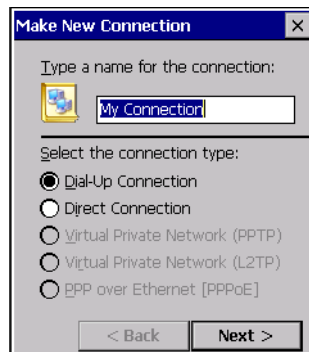 Make New Connection
Type a name for the connection:
My Connection
Select the connection type:
Dial-Up Connection
Direct Connection
Virtual Private Network (PPTP)
Virtual Private Network (L2TP)
PPP over Ethernet [PPPoE]
< Back Next >